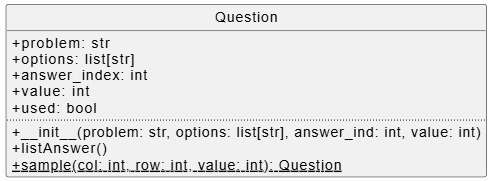 Question
+problem: str
+options: list[str]
+answer_index: int
+value: int
+used: bool
+__init__(problem: str, options: list[str], answer_ind: int, value: int)
+listAnswer()
+sample(col: int, row: int, value: int): Question